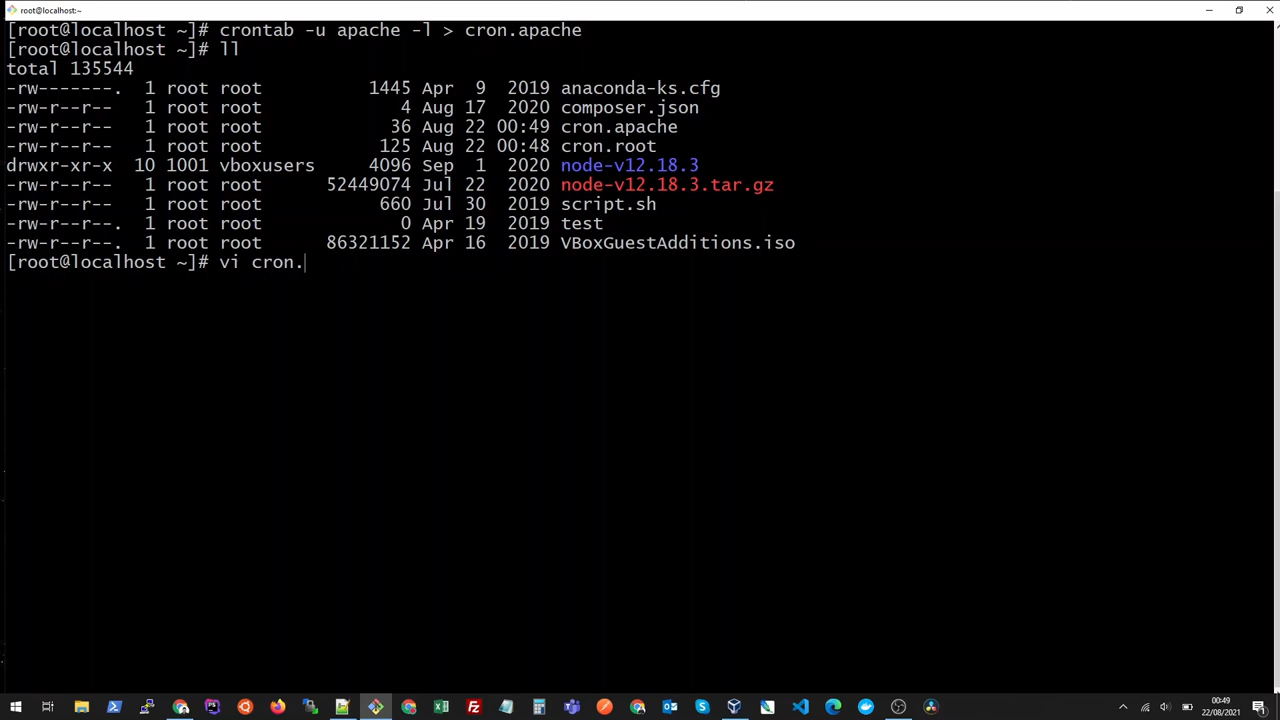 root@localhost:~
[root@localhost ~]# crontab -u apache -l > cron.apache
[root@localhost ~]# ll
total 135544
-rw-------. 1 root root 1445 Apr 9 2019 anaconda-ks.cfg
-rw-r--r-- 1 root root 4 Aug 17 2020 composer.json
-rw-r--r-- 1 root root 36 Aug 22 00:49 cron.apache
-rw-r--r-- 1 root root 125 Aug 22 00:48 cron.root
drwxr-xr-x 10 1001 vboxusers 4096 Sep 1 2020 node-v12.18.3
-rw-r--r-- 1 root root 52449074 Jul 22 2020 node-v12.18.3.tar.gz
-rw-r--r-- 1 root root 660 Jul 30 2019 script.sh
-rw-r--r--. 1 root root 0 Apr 19 2019 test
-rw-r--r--. 1 root root 86321152 Apr 16 2019 VBoxGuestAdditions.iso
[root@localhost ~]# vi cron.
00:49
22/08/2021